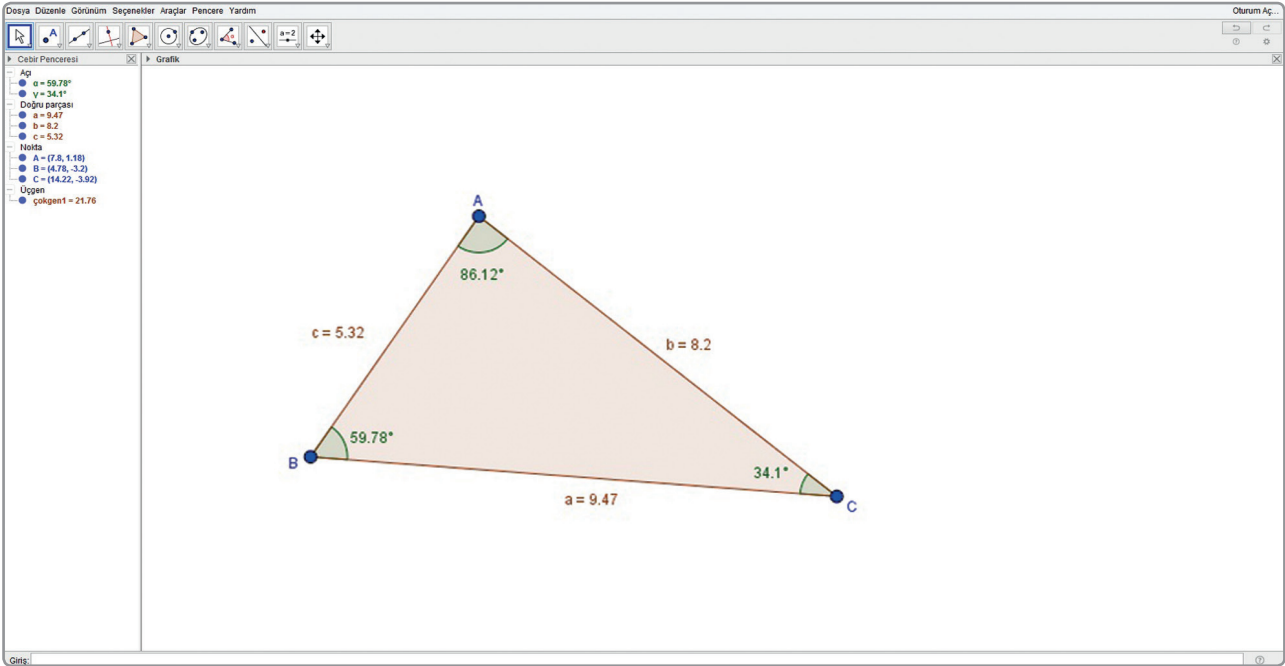 Dosya Düzenle Görünüm Seçenekler Araçlar Pencere Yardım
Oturum Aç...
A
a=2
Cebir Penceresi
Grafik
Açı
α = 59.78°
γ = 34.1°
Doğru parçası
a = 9.47
b = 8.2
c = 5.32
Nokta
A = (7.8, 1.18)
B = (4.78, -3.2)
C = (14.22, -3.92)
Üçgen
çokgen1 = 21.76
A
86.12°
c = 5.32
b = 8.2
59.78°
B
34.1°
a = 9.47
C
Giriş: